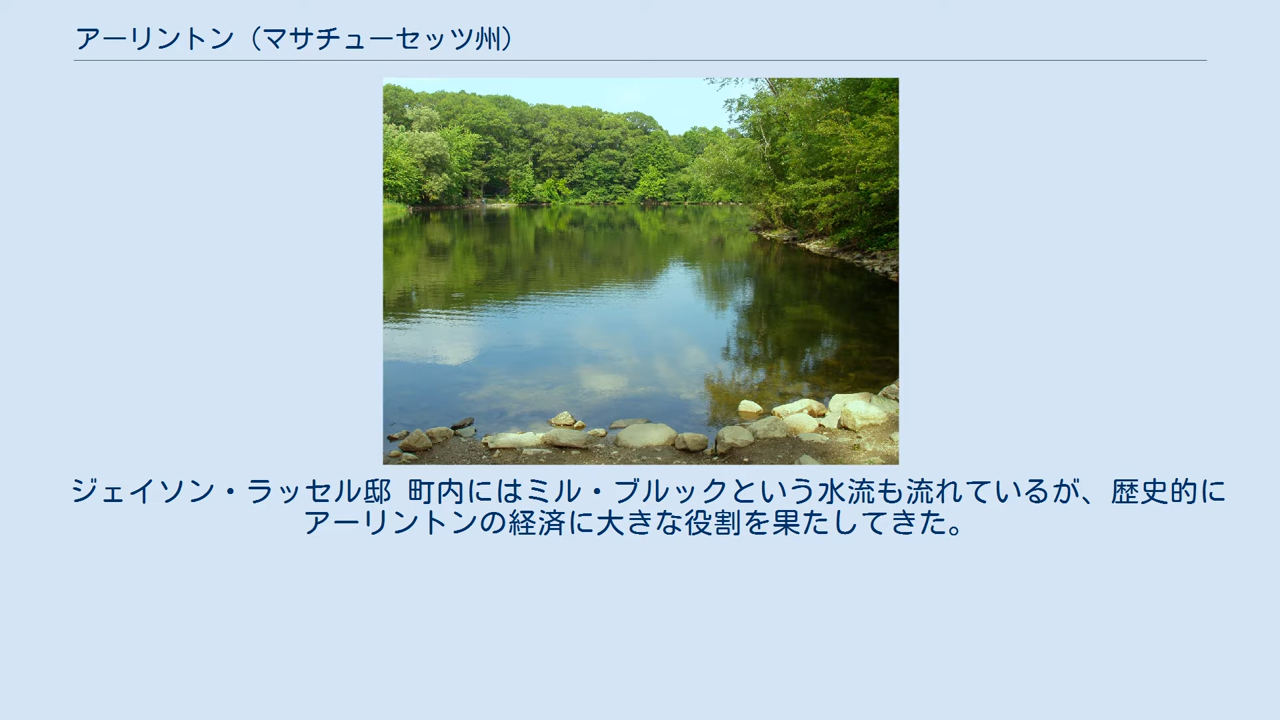 アーリントン（マサチューセッツ州）
ジェイソン・ラッセル邸 町内にはミル・ブルックという水流も流れているが、歴史的に
アーリントンの経済に大きな役割を果たしてきた。